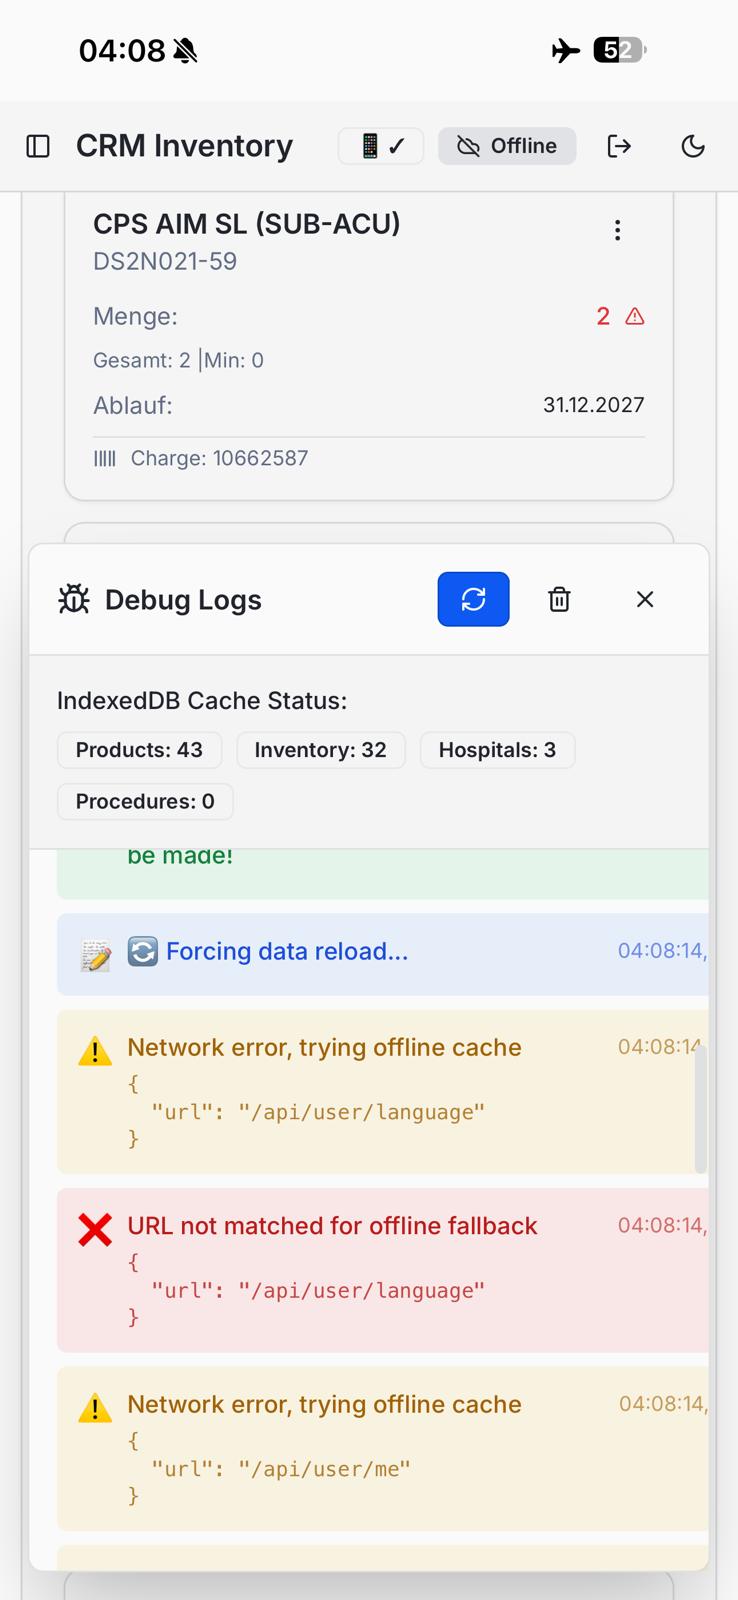 04:08
52
CRM Inventory
✓
Offline
CPS AIM SL (SUB-ACU)
DS2N021-59
Menge:
2
Gesamt: 2 |Min: 0
Ablauf:
31.12.2027
Charge: 10662587
Debug Logs
IndexedDB Cache Status:
Products: 43
Inventory: 32
Hospitals: 3
Procedures: 0
be made!
Forcing data reload...
04:08:14,
Network error, trying offline cache
04:08:14
{
"url": "/api/user/language"
}
URL not matched for offline fallback
04:08:14,
{
"url": "/api/user/language"
}
Network error, trying offline cache
04:08:14,
{
"url": "/api/user/me"
}